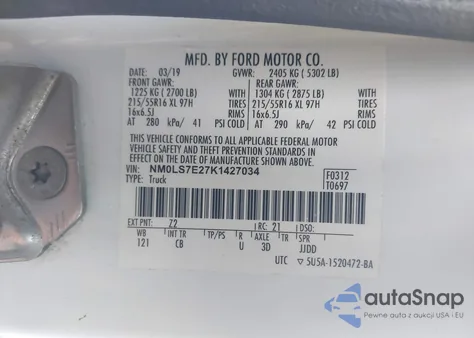 MFD. BY FORD MOTOR CO.
DATE: 03/19 GVWR: 2405 KG ( 5302 LB)
FRONT GAWR: REAR GAWR:
1225 KG ( 2700 LB) WITH 1304 KG ( 2875 LB) WITH
215/55R16 XL 97H TIRES 215/55R16 XL 97H TIRES
16x6.5J RIMS 16x6.5J RIMS
AT 280 kPa/ 41 PSI COLD AT 290 kPa/ 42 PSI COLD
THIS VEHICLE CONFORMS TO ALL APPLICABLE FEDERAL MOTOR
VEHICLE SAFETY AND THEFT PREVENTION STANDARDS IN EFFECT ON
THE DATE OF MANUFACTURE SHOWN ABOVE.
VIN: NM0LS7E27K1427034 F0312
TYPE: Truck T0697
EXT PNT: Z2 RC: 21 DSO:
WB INT TR TP/PS R AXLE TR SPR
121 CB U 3D JJDD
UTC ▽ 5U5A-1520472-BA
autoSnap
Pewne auta z aukcji USA i EU